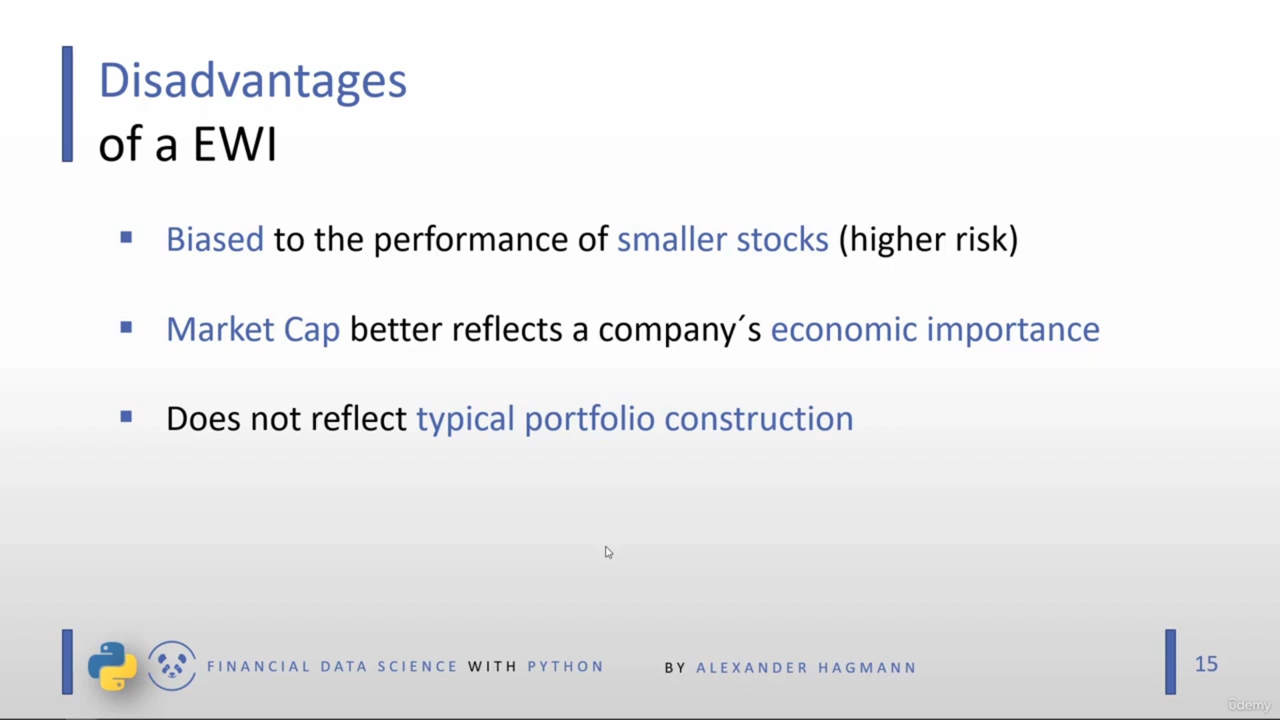 Disadvantages
of a EWI
▪ Biased to the performance of smaller stocks (higher risk)
▪ Market Cap better reflects a company´s economic importance
▪ Does not reflect typical portfolio construction
FINANCIAL DATA SCIENCE WITH PYTHON BY ALEXANDER HAGMANN 15
ûdemy